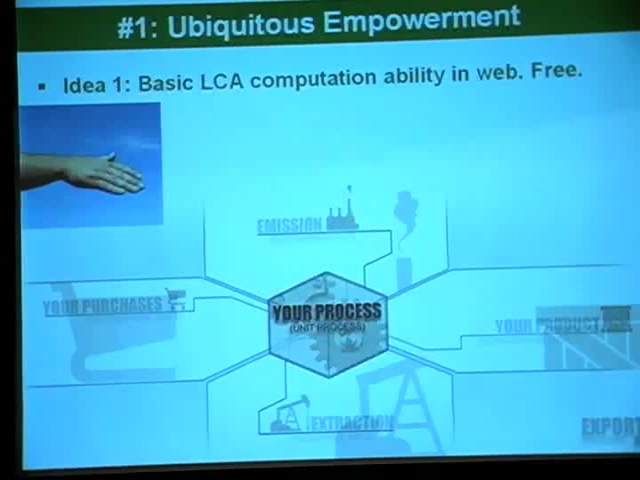 #1: Ubiquitous Empowerment
▪ Idea 1: Basic LCA computation ability in web. Free.
EMISSION
YOUR PURCHASES
YOUR PROCESS
(UNIT PROCESS)
YOUR PRODUCT
EXTRACTION
EXPORT